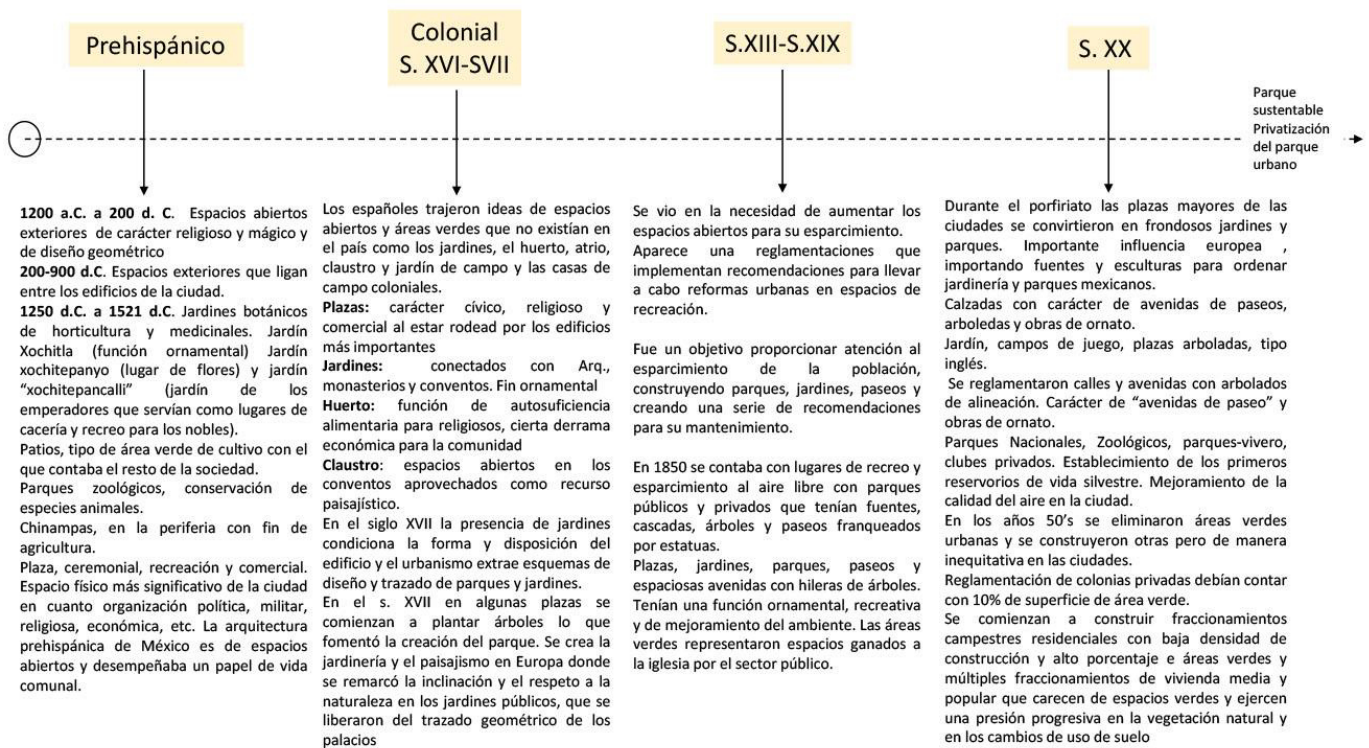 Prehispánico
Colonial
S. XVI-SVII
S.XIII-S.XIX
S. XX
Parque
sustentable
Privatización
del parque
urbano
1200 a.C. a 200 d. C. Espacios abiertos
exteriores de carácter religioso y mágico y
de diseño geométrico
200-900 d.C. Espacios exteriores que ligan
entre los edificios de la ciudad.
1250 d.C. a 1521 d.C. Jardines botánicos
de horticultura y medicinales. Jardín
Xochitla (función ornamental) Jardín
xochitepanyo (lugar de flores) y jardín
“xochitepancalli” (jardín de los
emperadores que servían como lugares de
cacería y recreo para los nobles).
Patios, tipo de área verde de cultivo con el
que contaba el resto de la sociedad.
Parques zoológicos, conservación de
especies animales.
Chinampas, en la periferia con fin de
agricultura.
Plaza, ceremonial, recreación y comercial.
Espacio físico más significativo de la ciudad
en cuanto organización política, militar,
religiosa, económica, etc. La arquitectura
prehispánica de México es de espacios
abiertos y desempeñaba un papel de vida
comunal.
Los españoles trajeron ideas de espacios
abiertos y áreas verdes que no existían en
el país como los jardines, el huerto, atrio,
claustro y jardín de campo y las casas de
campo coloniales.
Plazas: carácter cívico, religioso y
comercial al estar rodead por los edificios
más importantes
Jardines: conectados con Arq.,
monasterios y conventos. Fin ornamental
Huerto: función de autosuficiencia
alimentaria para religiosos, cierta derrama
económica para la comunidad
Claustro: espacios abiertos en los
conventos aprovechados como recurso
paisajístico.
En el siglo XVII la presencia de jardines
condiciona la forma y disposición del
edificio y el urbanismo extrae esquemas de
diseño y trazado de parques y jardines.
En el s. XVII en algunas plazas se
comienzan a plantar árboles lo que
fomentó la creación del parque. Se crea la
jardinería y el paisajismo en Europa donde
se remarcó la inclinación y el respeto a la
naturaleza en los jardines públicos, que se
liberaron del trazado geométrico de los
palacios
Se vio en la necesidad de aumentar los
espacios abiertos para su esparcimiento.
Aparece una reglamentaciones que
implementan recomendaciones para llevar
a cabo reformas urbanas en espacios de
recreación.
Fue un objetivo proporcionar atención al
esparcimiento de la población,
construyendo parques, jardines, paseos y
creando una serie de recomendaciones
para su mantenimiento.
En 1850 se contaba con lugares de recreo y
esparcimiento al aire libre con parques
públicos y privados que tenían fuentes,
cascadas, árboles y paseos franqueados
por estatuas.
Plazas, jardines, parques, paseos y
espaciosas avenidas con hileras de árboles.
Tenían una función ornamental, recreativa
y de mejoramiento del ambiente. Las áreas
verdes representaron espacios ganados a
la iglesia por el sector público.
Durante el porfiriato las plazas mayores de las
ciudades se convirtieron en frondosos jardines y
parques. Importante influencia europea ,
importando fuentes y esculturas para ordenar
jardinería y parques mexicanos.
Calzadas con carácter de avenidas de paseos,
arboledas y obras de ornato.
Jardín, campos de juego, plazas arboladas, tipo
inglés.
Se reglamentaron calles y avenidas con arbolados
de alineación. Carácter de “avenidas de paseo” y
obras de ornato.
Parques Nacionales, Zoológicos, parques-vivero,
clubes privados. Establecimiento de los primeros
reservorios de vida silvestre. Mejoramiento de la
calidad del aire en la ciudad.
En los años 50’s se eliminaron áreas verdes
urbanas y se construyeron otras pero de manera
inequitativa en las ciudades.
Reglamentación de colonias privadas debían contar
con 10% de superficie de área verde.
Se comienzan a construir fraccionamientos
campestres residenciales con baja densidad de
construcción y alto porcentaje e áreas verdes y
múltiples fraccionamientos de vivienda media y
popular que carecen de espacios verdes y ejercen
una presión progresiva en la vegetación natural y
en los cambios de uso de suelo